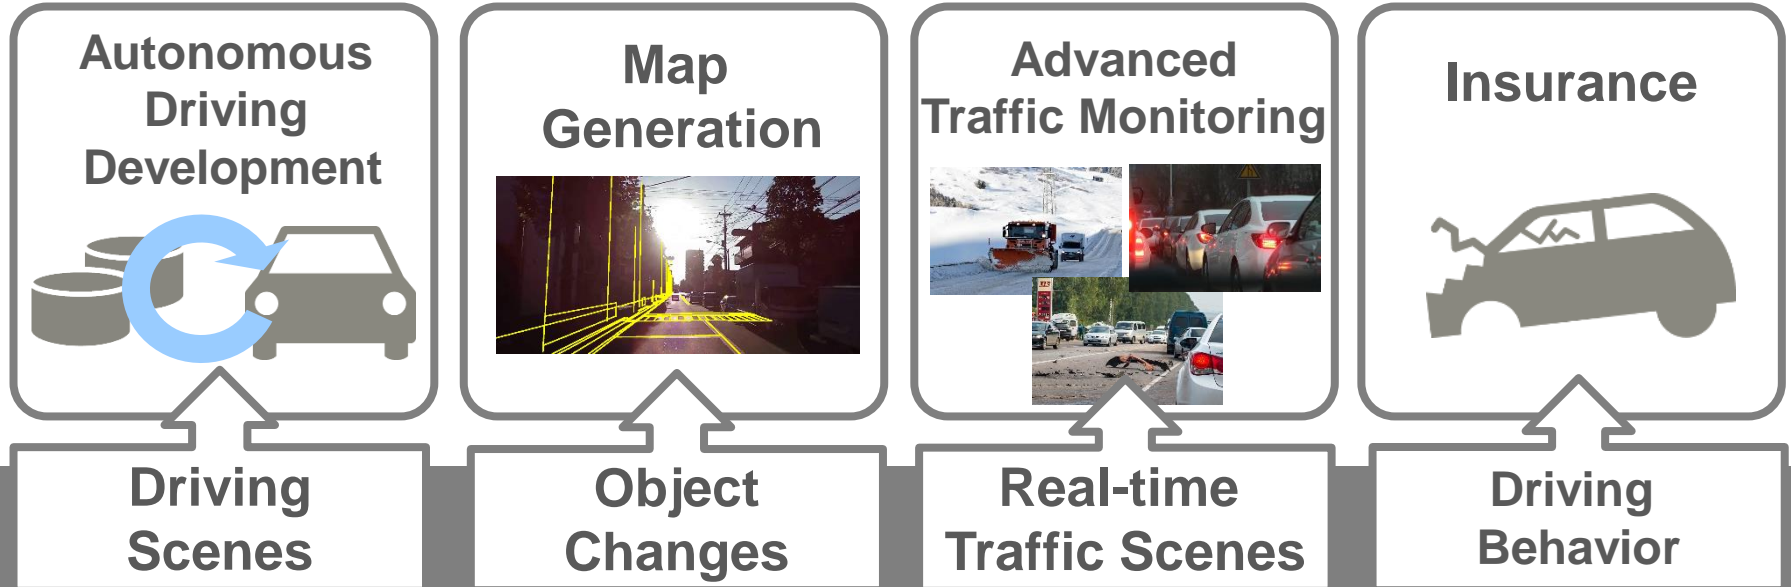 Autonomous
Driving
Development
Map
Generation
Advanced
Traffic Monitoring
Insurance
313
Driving
Scenes
Object
Changes
Real-time
Traffic Scenes
Driving
Behavior